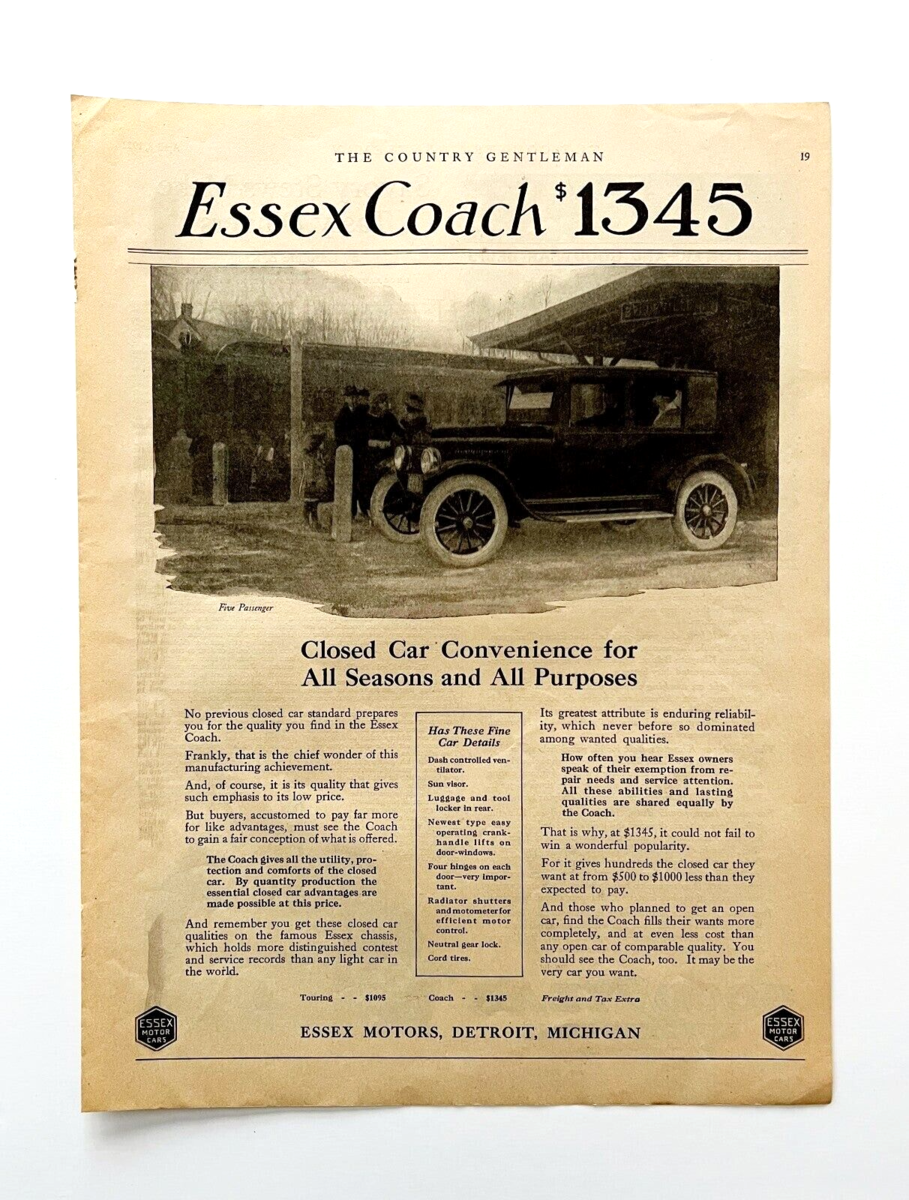 THE COUNTRY GENTLEMAN
19
Essex Coach $1345
Five Passenger
Closed Car Convenience for
All Seasons and All Purposes
No previous closed car standard prepares
you for the quality you find in the Essex
Coach.
Frankly, that is the chief wonder of this
manufacturing achievement.
And, of course, it is its quality that gives
such emphasis to its low price.
But buyers, accustomed to pay far more
for like advantages, must see the Coach
to gain a fair conception of what is offered.
The Coach gives all the utility, pro-
tection and comforts of the closed
car. By quantity production the
essential closed car advantages are
made possible at this price.
And remember you get these closed car
qualities on the famous Essex chassis,
which holds more distinguished contest
and service records than any light car in
the world.
Has These Fine
Car Details
Dash controlled ven-
tilator.
Sun visor.
Luggage and tool
locker in rear.
Newest type easy
operating crank-
handle lifts on
door-windows.
Four hinges on each
door—very impor-
tant.
Radiator shutters
and motometer for
efficient motor
control.
Neutral gear lock.
Cord tires.
Its greatest attribute is enduring reliabil-
ity, which never before so dominated
among wanted qualities.
How often you hear Essex owners
speak of their exemption from re-
pair needs and service attention.
All these abilities and lasting
qualities are shared equally by
the Coach.
That is why, at $1345, it could not fail to
win a wonderful popularity.
For it gives hundreds the closed car they
want at from $500 to $1000 less than they
expected to pay.
And those who planned to get an open
car, find the Coach fills their wants more
completely, and at even less cost than
any open car of comparable quality. You
should see the Coach, too. It may be the
very car you want.
Touring - - $1095 Coach - - $1345 Freight and Tax Extra
ESSEX
MOTOR
CARS
ESSEX MOTORS, DETROIT, MICHIGAN
ESSEX
MOTOR
CARS